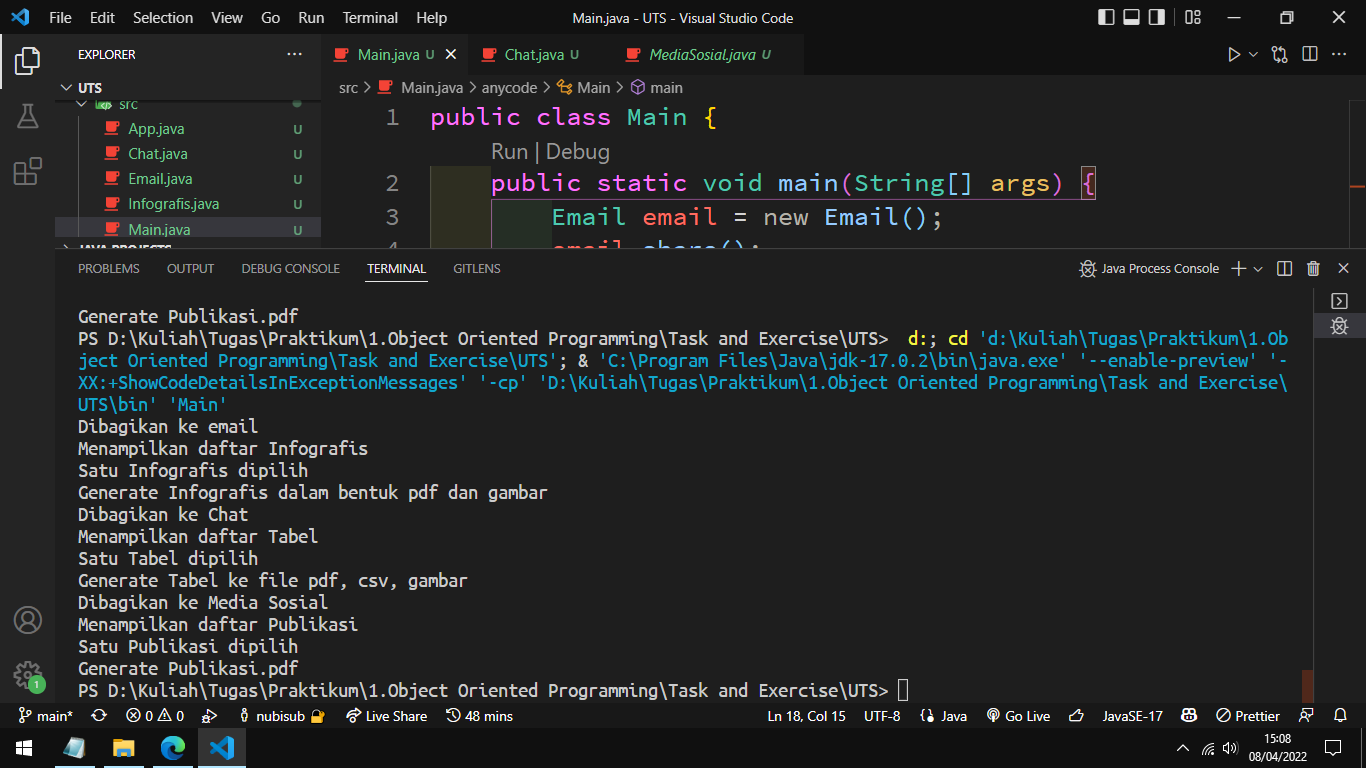 File Edit Selection View Go Run Terminal Help Main.java - UTS - Visual Studio Code
EXPLORER ···
Main.java U
Chat.java U
MediaSosial.java U
UTS
src > Main.java > anycode > Main > main
src
App.java U
Chat.java U
Email.java U
Infografis.java U
Main.java U
JAVA PROJECTS
1 public class Main {
Run | Debug
2 public static void main(String[] args) {
3 Email email = new Email();
4 email.share();
PROBLEMS OUTPUT DEBUG CONSOLE TERMINAL GITLENS Java Process Console
Generate Publikasi.pdf
PS D:\Kuliah\Tugas\Praktikum\1.Object Oriented Programming\Task and Exercise\UTS> d:; cd 'd:\Kuliah\Tugas\Praktikum\1.Ob
ject Oriented Programming\Task and Exercise\UTS'; & 'C:\Program Files\Java\jdk-17.0.2\bin\java.exe' '--enable-preview' '-
XX:+ShowCodeDetailsInExceptionMessages' '-cp' 'D:\Kuliah\Tugas\Praktikum\1.Object Oriented Programming\Task and Exercise\
UTS\bin' 'Main'
Dibagikan ke email
Menampilkan daftar Infografis
Satu Infografis dipilih
Generate Infografis dalam bentuk pdf dan gambar
Dibagikan ke Chat
Menampilkan daftar Tabel
Satu Tabel dipilih
Generate Tabel ke file pdf, csv, gambar
Dibagikan ke Media Sosial
Menampilkan daftar Publikasi
Satu Publikasi dipilih
Generate Publikasi.pdf
PS D:\Kuliah\Tugas\Praktikum\1.Object Oriented Programming\Task and Exercise\UTS>
1
main* 0 0 nubisub Live Share 48 mins Ln 18, Col 15 UTF-8 Java Go Live JavaSE-17 Prettier
15:08
08/04/2022